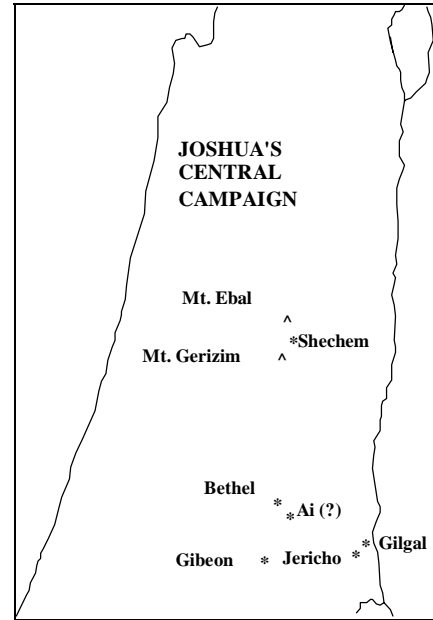 JOSHUA'S
CENTRAL
CAMPAIGN
Mt. Ebal
^
*Shechem
Mt. Gerizim ^
Bethel *
* Ai (?)
* Gilgal
Gibeon * Jericho *